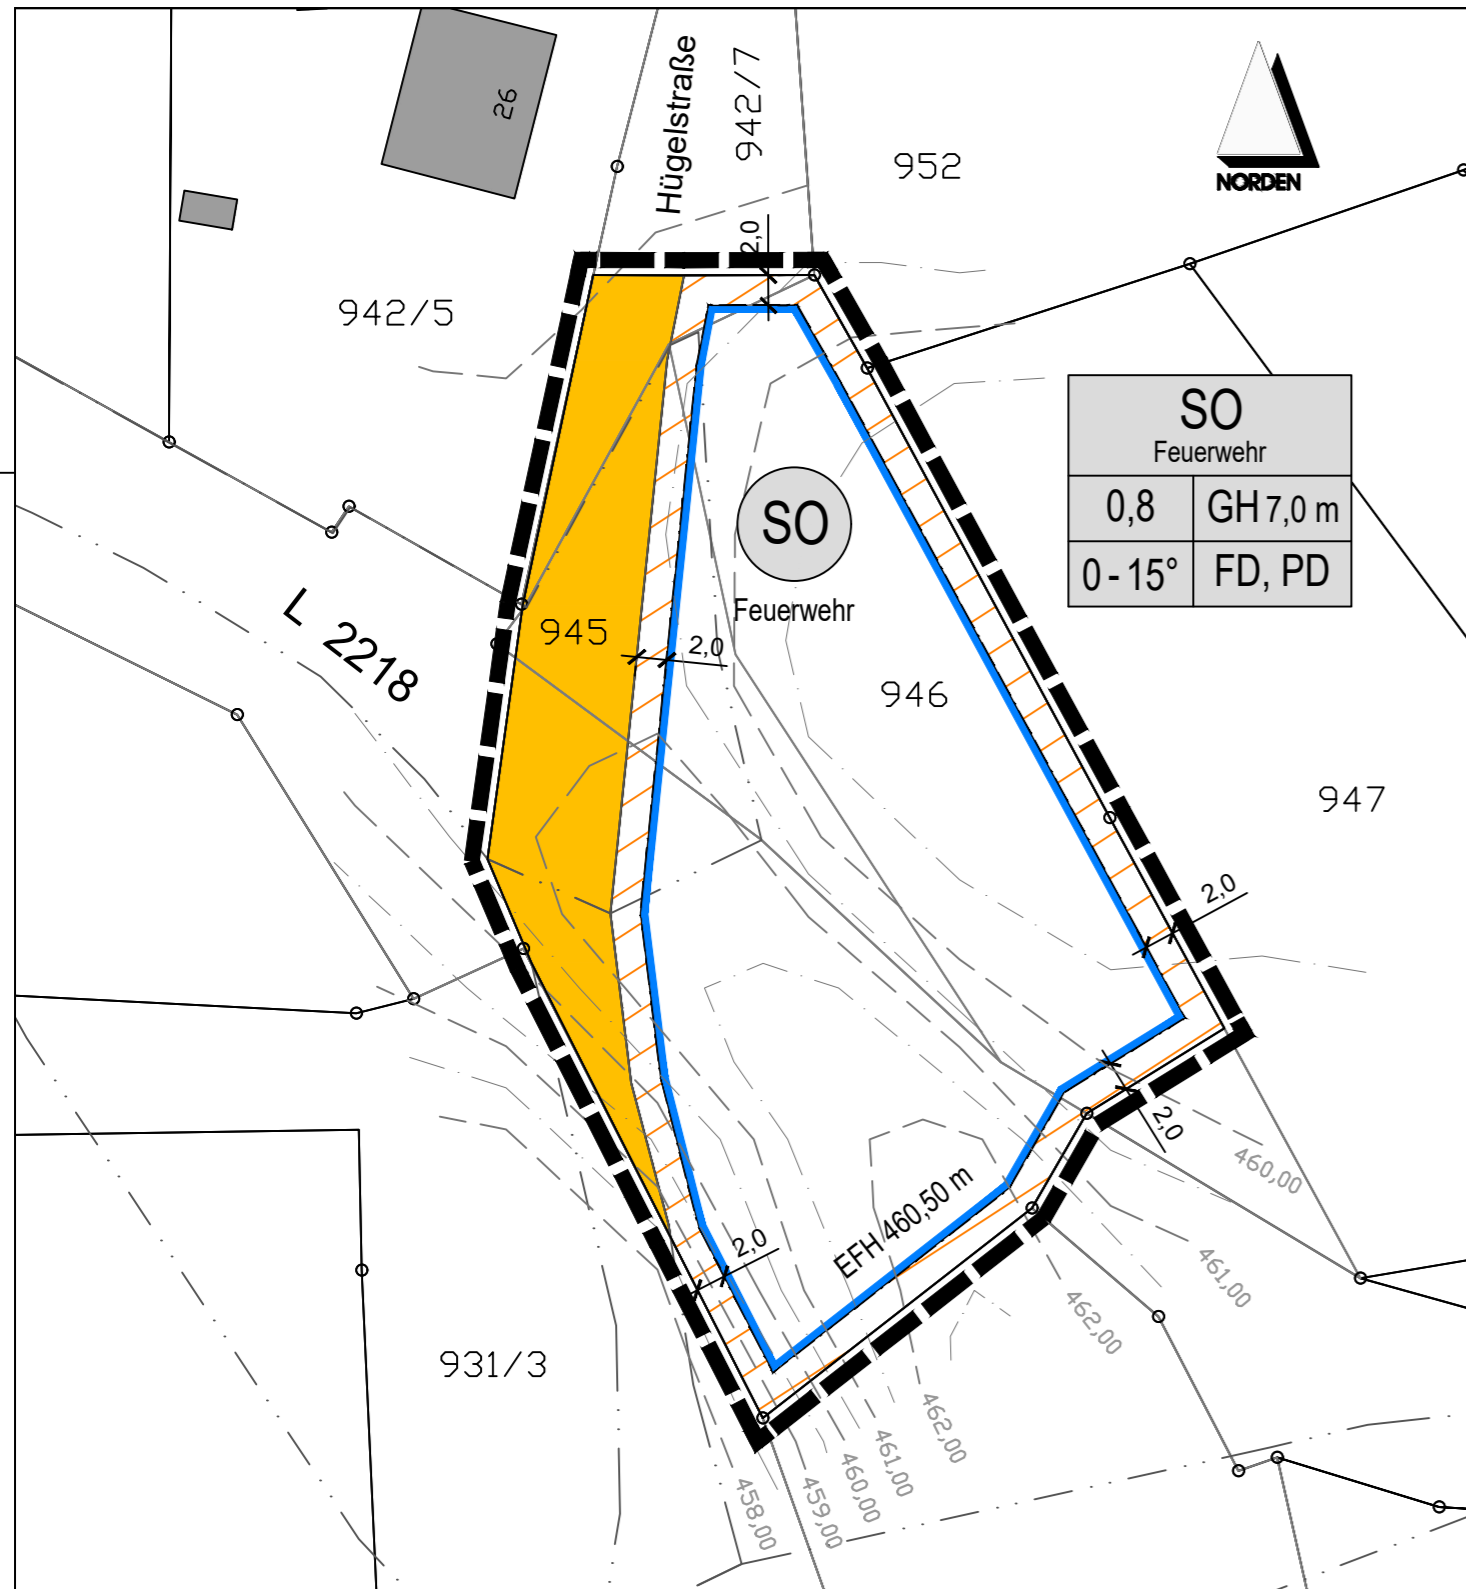 26
Hügelstraße
942/7
952
NORDEN
2,0
942/5
SO
Feuerwehr
0,8
GH 7,0 m
0 - 15°
FD, PD
SO
Feuerwehr
L 2218
945
2,0
946
947
2,0
2,0
460,00
EFH 460,50 m
2,0
461,00
462,00
931/3
462,00
461,00
460,00
459,00
458,00